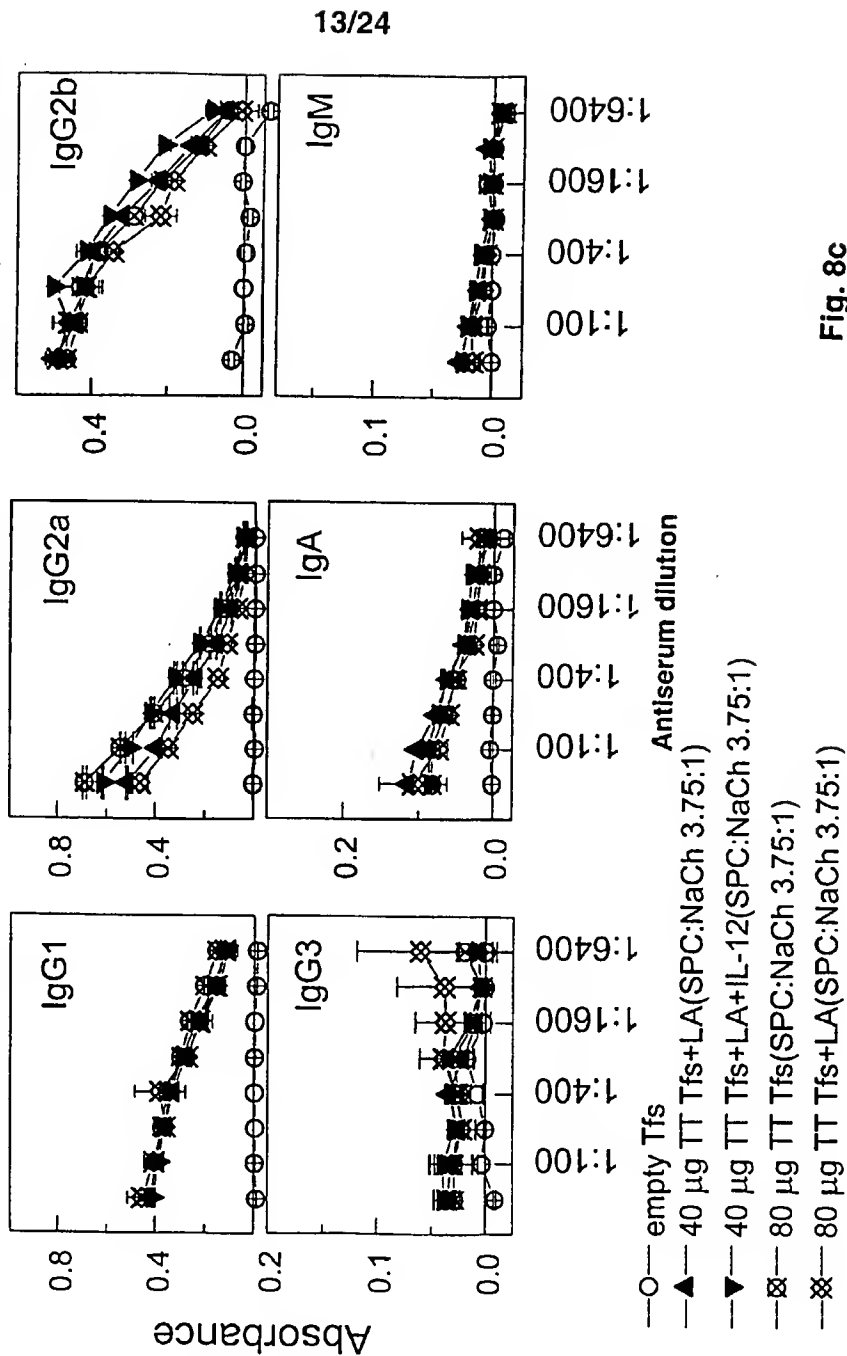 13/24
Absorbance
IgG1
0.8
0.4
0.2
IgG2a
0.8
0.4
IgG2b
0.4
0.0
IgG3
0.1
0.0
1:100
1:400
1:1600
1:6400
IgA
0.2
0.0
1:100
1:400
1:1600
1:6400
IgM
0.1
0.0
1:100
1:400
1:1600
1:6400
Antiserum dilution
empty Tfs
40 µg TT Tfs+LA(SPC:NaCh 3.75:1)
40 µg TT Tfs+LA+IL-12(SPC:NaCh 3.75:1)
80 µg TT Tfs(SPC:NaCh 3.75:1)
80 µg TT Tfs+LA(SPC:NaCh 3.75:1)
Fig. 8c